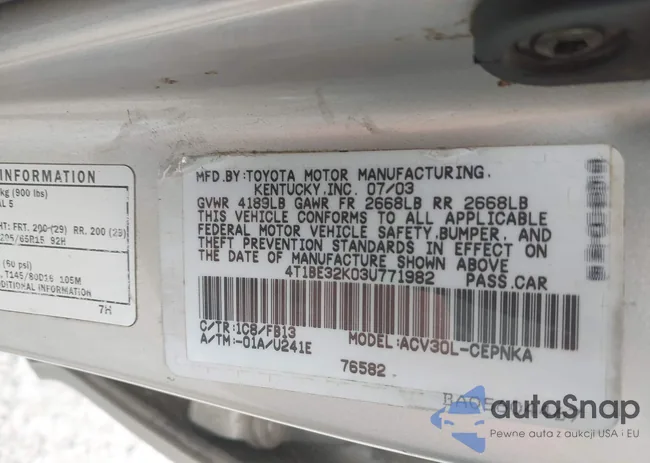 INFORMATION
kg (900 lbs)
AL 5
HT: FRT. 200 (29) RR. 200 (29)
205/65R15 92H
(60 psi)
T145/80D16 105M
DDITIONAL INFORMATION
7H
MFD. BY: TOYOTA MOTOR MANUFACTURING,
KENTUCKY, INC. 07/03
GVWR 4189LB GAWR FR 2668LB RR 2668LB
THIS VEHICLE CONFORMS TO ALL APPLICABLE
FEDERAL MOTOR VEHICLE SAFETY, BUMPER, AND
THEFT PREVENTION STANDARDS IN EFFECT ON
THE DATE OF MANUFACTURE SHOWN ABOVE
4T1BE32K03U771982 PASS. CAR
C/TR: 1C8/FB13 MODEL: ACV30L-CEPNKA
A/TM: -01A/U241E
76582
autoSnap
Pewne auta z aukcji USA i EU